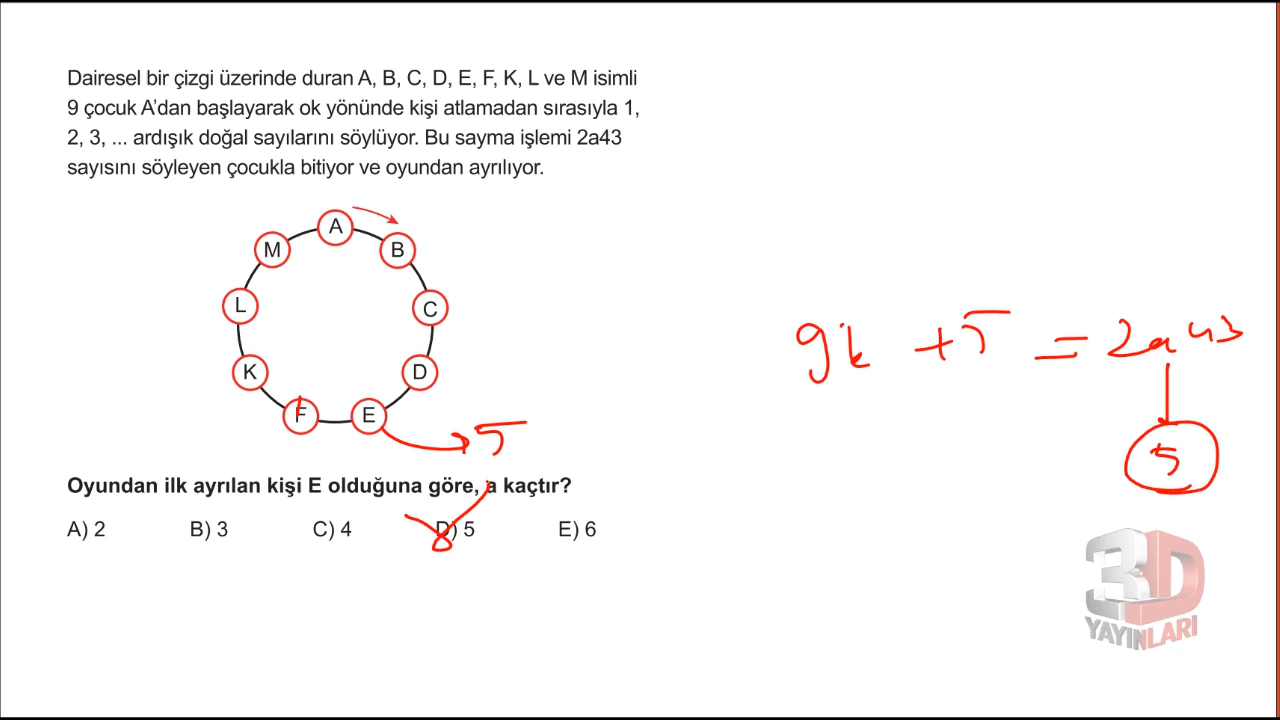 Dairesel bir çizgi üzerinde duran A, B, C, D, E, F, K, L ve M isimli
9 çocuk A'dan başlayarak ok yönünde kişi atlamadan sırasıyla 1,
2, 3, ... ardışık doğal sayılarını söylüyor. Bu sayma işlemi 2a43
sayısını söyleyen çocukla bitiyor ve oyundan ayrılıyor.
A
M
B
L
C
K
D
F
E
5
9k + 5 = 2a43
5
Oyundan ilk ayrılan kişi E olduğuna göre, a kaçtır?
A) 2 B) 3 C) 4 D) 5 E) 6
3D
YAYINLARI